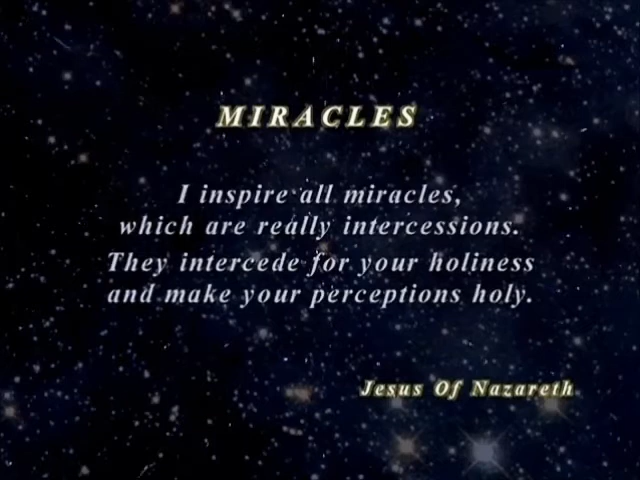 MIRACLES
I inspire all miracles,
which are really intercessions.
They intercede for your holiness
and make your perceptions holy.
Jesus Of Nazareth